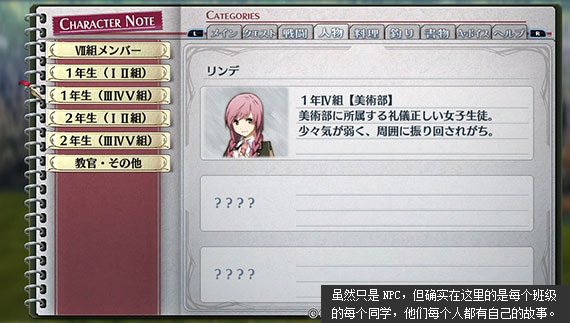 CHARACTER NOTE
CATEGORIES
L
メイン
クエスト
戦闘
人物
料理
釣り
書物
A・ボイス
ヘルプ
R
Ⅶ組メンバー
1年生(ⅠⅡ組)
1年生(ⅢⅣⅤ組)
2年生(ⅠⅡ組)
2年生(ⅢⅣⅤ組)
教官・その他
リンデ
1年Ⅳ組【美術部】
美術部に所属する礼儀正しい女子生徒。
少々気が弱く、周囲に振り回されがち。
????
????
虽然只是 NPC，但确实在这里的是每个班级
的每个同学，他们每个人都有自己的故事。
©